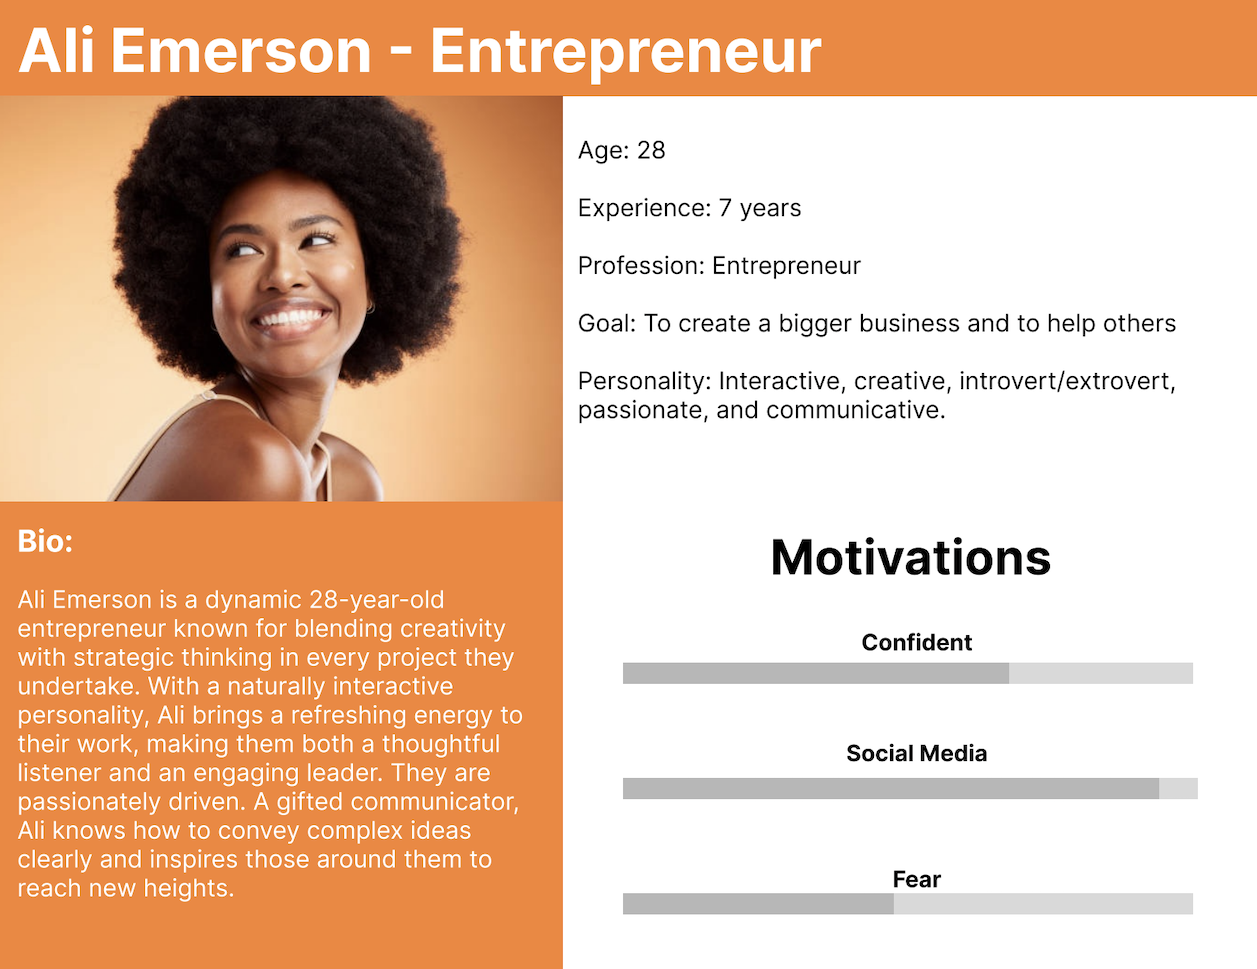 Ali Emerson - Entrepreneur
Age: 28
Experience: 7 years
Profession: Entrepreneur
Goal: To create a bigger business and to help others
Personality: Interactive, creative, introvert/extrovert,
passionate, and communicative.
Bio:
Ali Emerson is a dynamic 28-year-old
entrepreneur known for blending creativity
with strategic thinking in every project they
undertake. With a naturally interactive
personality, Ali brings a refreshing energy to
their work, making them both a thoughtful
listener and an engaging leader. They are
passionately driven. A gifted communicator,
Ali knows how to convey complex ideas
clearly and inspires those around them to
reach new heights.
Motivations
Confident
Social Media
Fear